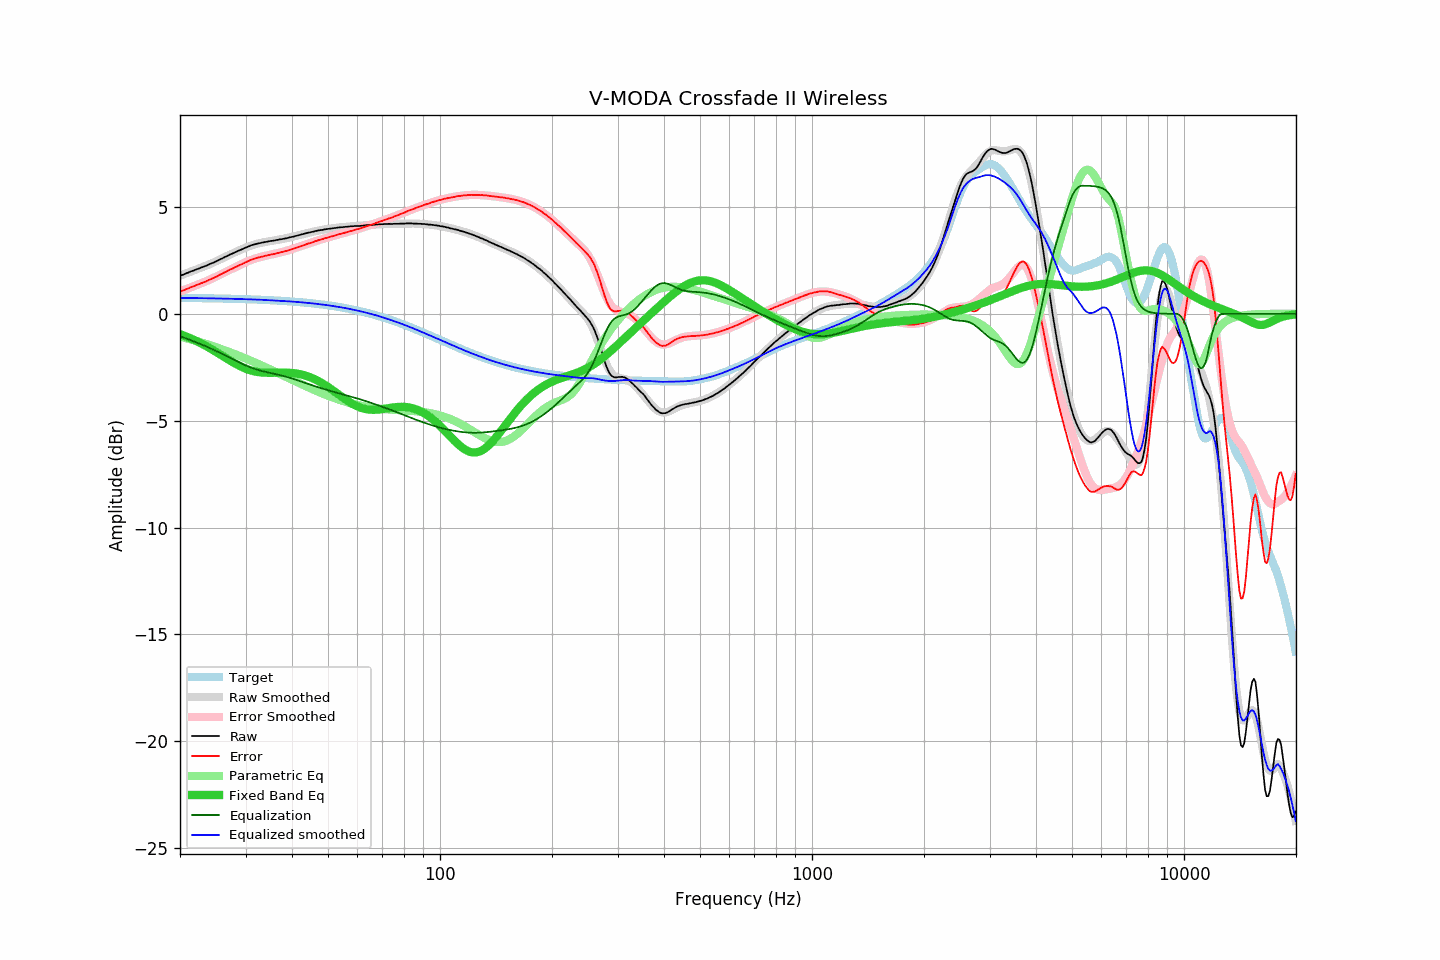 V-MODA Crossfade II Wireless
Amplitude (dBr)
5
0
−5
−10
−15
−20
−25
Target
Raw Smoothed
Error Smoothed
Raw
Error
Parametric Eq
Fixed Band Eq
Equalization
Equalized smoothed
100
1000
10000
Frequency (Hz)